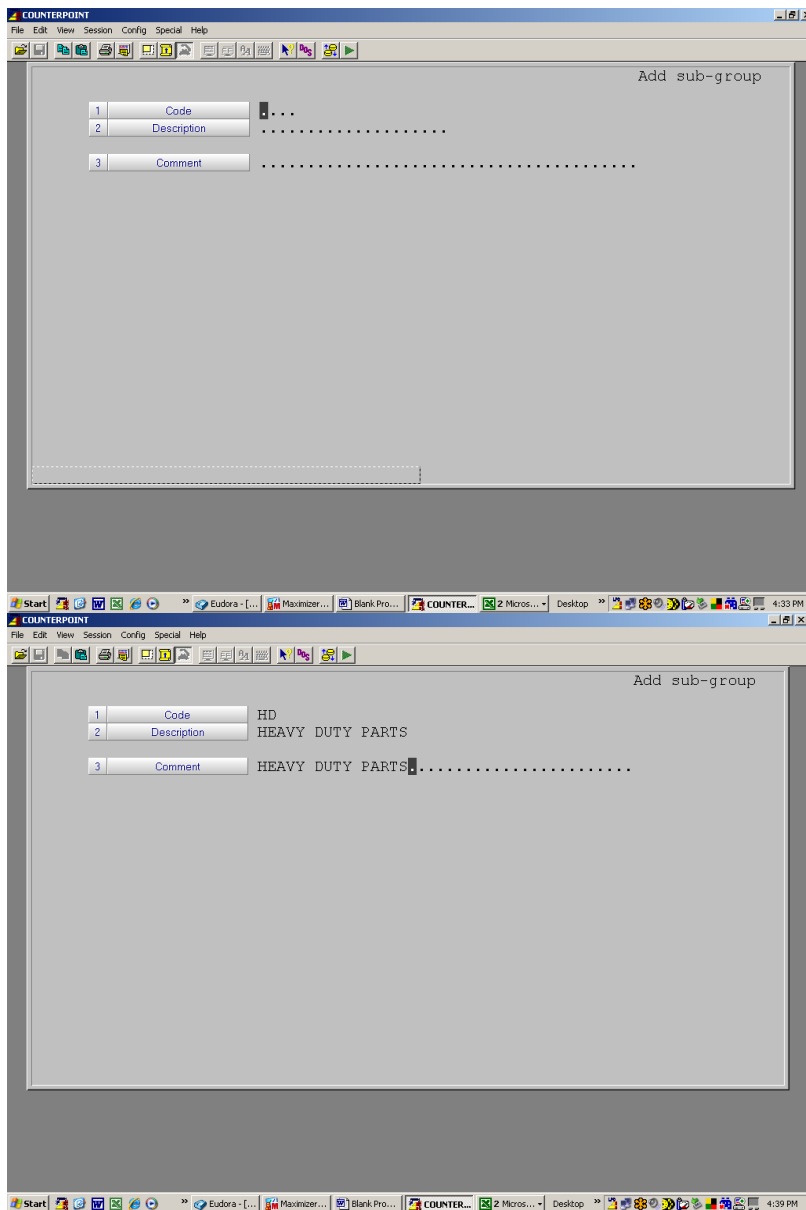 COUNTERPOINT
File Edit View Session Config Special Help
Add sub-group
1 Code ....
2 Description ....................
3 Comment ........................................
Start » Eudora - [... Maximizer... Blank Pro... COUNTER... 2 Micros... Desktop » 4:33 PM
COUNTERPOINT
File Edit View Session Config Special Help
Add sub-group
1 Code HD
2 Description HEAVY DUTY PARTS
3 Comment HEAVY DUTY PARTS........................
Start » Eudora - [... Maximizer... Blank Pro... COUNTER... 2 Micros... Desktop » 4:39 PM